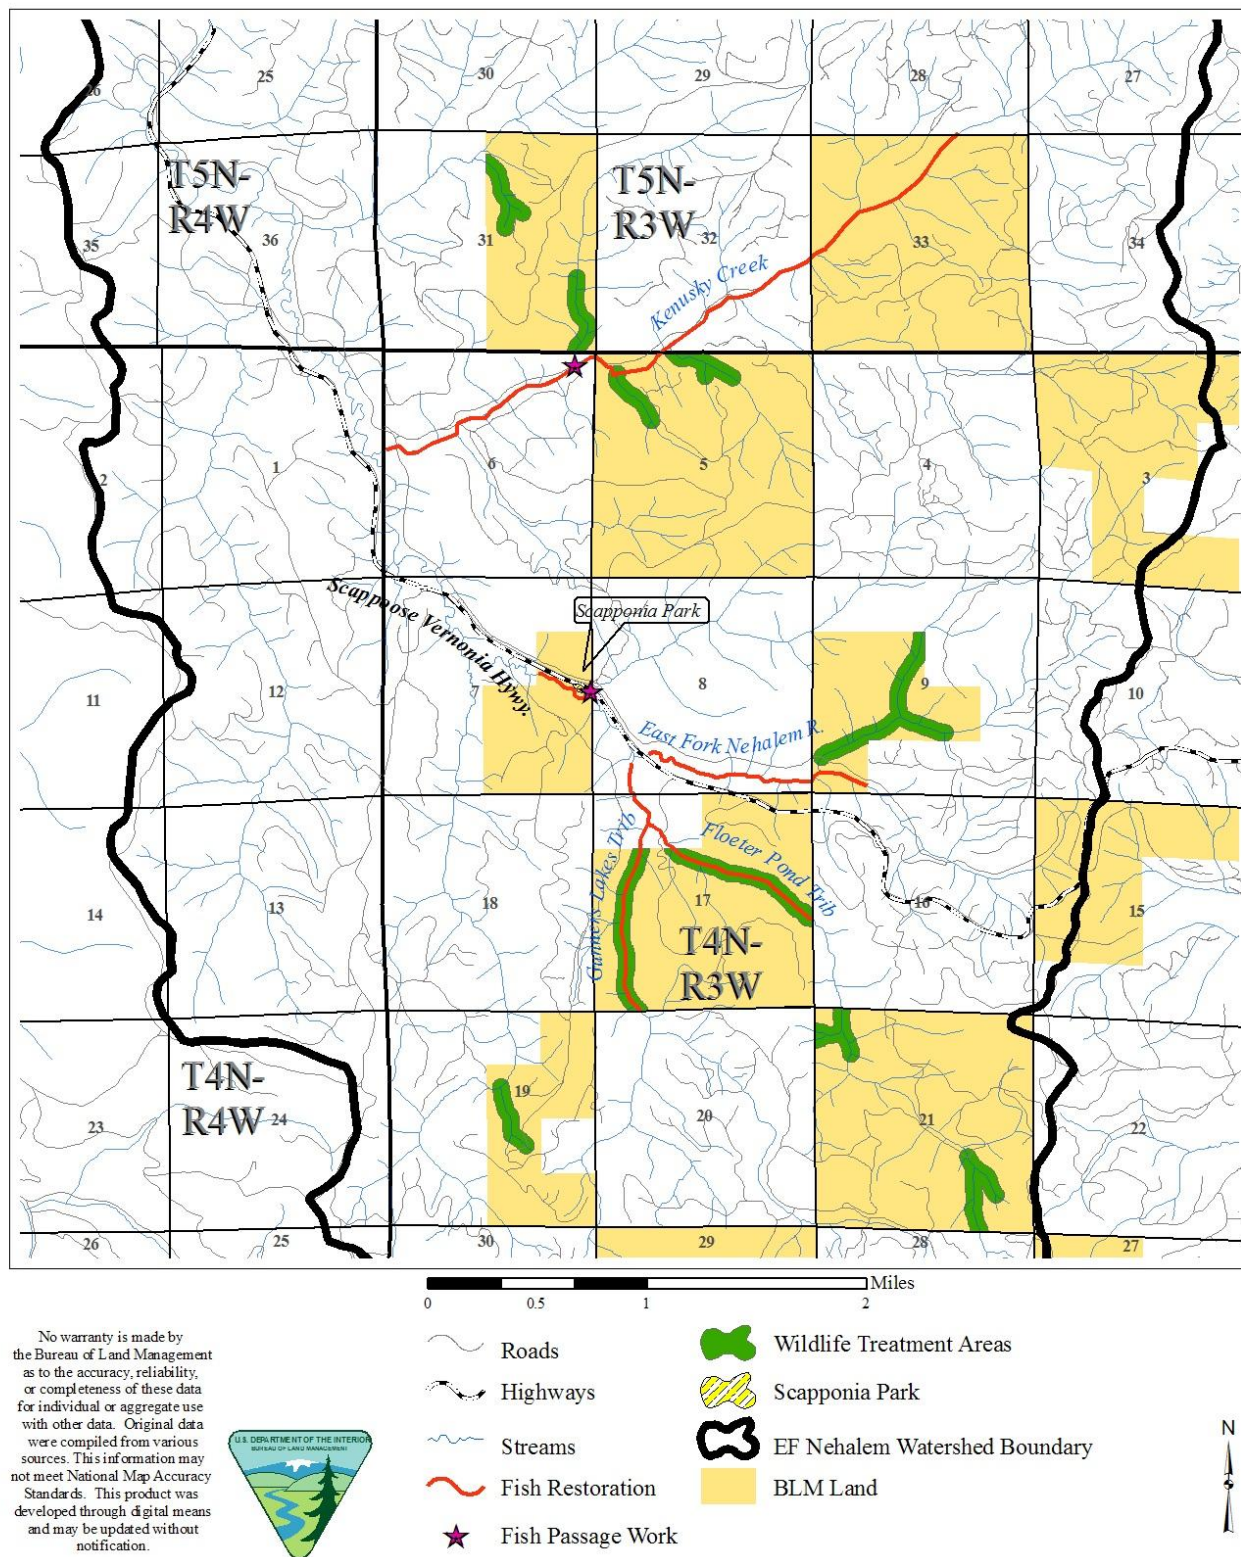 25
30
29
28
27
26
T5N-
R4W
T5N-
R3W
35
36
31
32
33
34
Kenusky Creek
2
1
6
5
4
3
Scappoose Vernonia Hywy.
Scapponia Park
11
12
7
8
9
10
East Fork Nehalem R.
Gunners Lakes Trib
Floeter Pond Trib
14
13
18
17
16
15
T4N-
R3W
T4N-
R4W
23
24
19
20
21
22
26
25
30
29
28
27
Miles
0 0.5 1 2
No warranty is made by
the Bureau of Land Management
as to the accuracy, reliability,
or completeness of these data
for individual or aggregate use
with other data. Original data
were compiled from various
sources. This information may
not meet National Map Accuracy
Standards. This product was
developed through digital means
and may be updated without
notification.
U.S. DEPARTMENT OF THE INTERIOR
BUREAU OF LAND MANAGEMENT
Roads
Highways
Streams
Fish Restoration
Fish Passage Work
Wildlife Treatment Areas
Scapponia Park
EF Nehalem Watershed Boundary
BLM Land
N